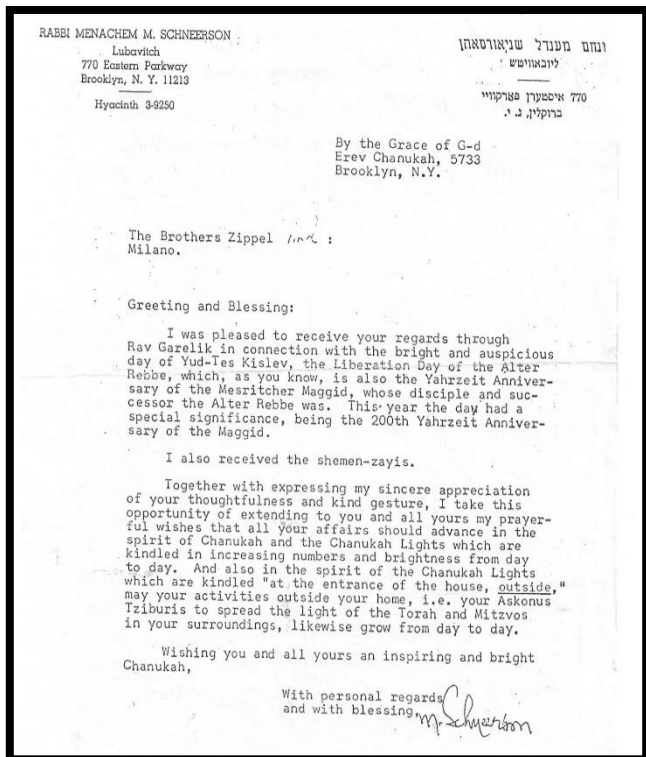 RABBI MENACHEM M. SCHNEERSON
Lubavitch
770 Eastern Parkway
Brooklyn, N. Y. 11213
Hyacinth 3-9250
מענדל שניאורסאהן
ליובאוויטש
770 איסטערן פארקוויי
ברוקלין, נ. י.
By the Grace of G-d
Erev Chanukah, 5733
Brooklyn, N.Y.
The Brothers Zippel :
Milano.
Greeting and Blessing:
I was pleased to receive your regards through
Rav Garelik in connection with the bright and auspicious
day of Yud-Tes Kislev, the Liberation Day of the Alter
Rebbe, which, as you know, is also the Yahrzeit Anniver-
sary of the Mesritcher Maggid, whose disciple and suc-
cessor the Alter Rebbe was. This year the day had a
special significance, being the 200th Yahrzeit Anniver-
sary of the Maggid.
I also received the shemen-zayis.
Together with expressing my sincere appreciation
of your thoughtfulness and kind gesture, I take this
opportunity of extending to you and all yours my prayer-
ful wishes that all your affairs should advance in the
spirit of Chanukah and the Chanukah Lights which are
kindled in increasing numbers and brightness from day
to day. And also in the spirit of the Chanukah Lights
which are kindled "at the entrance of the house, outside,"
may your activities outside your home, i.e. your Askonus
Tziburis to spread the light of the Torah and Mitzvos
in your surroundings, likewise grow from day to day.
Wishing you and all yours an inspiring and bright
Chanukah,
With personal regards
and with blessing,
M. Schneerson